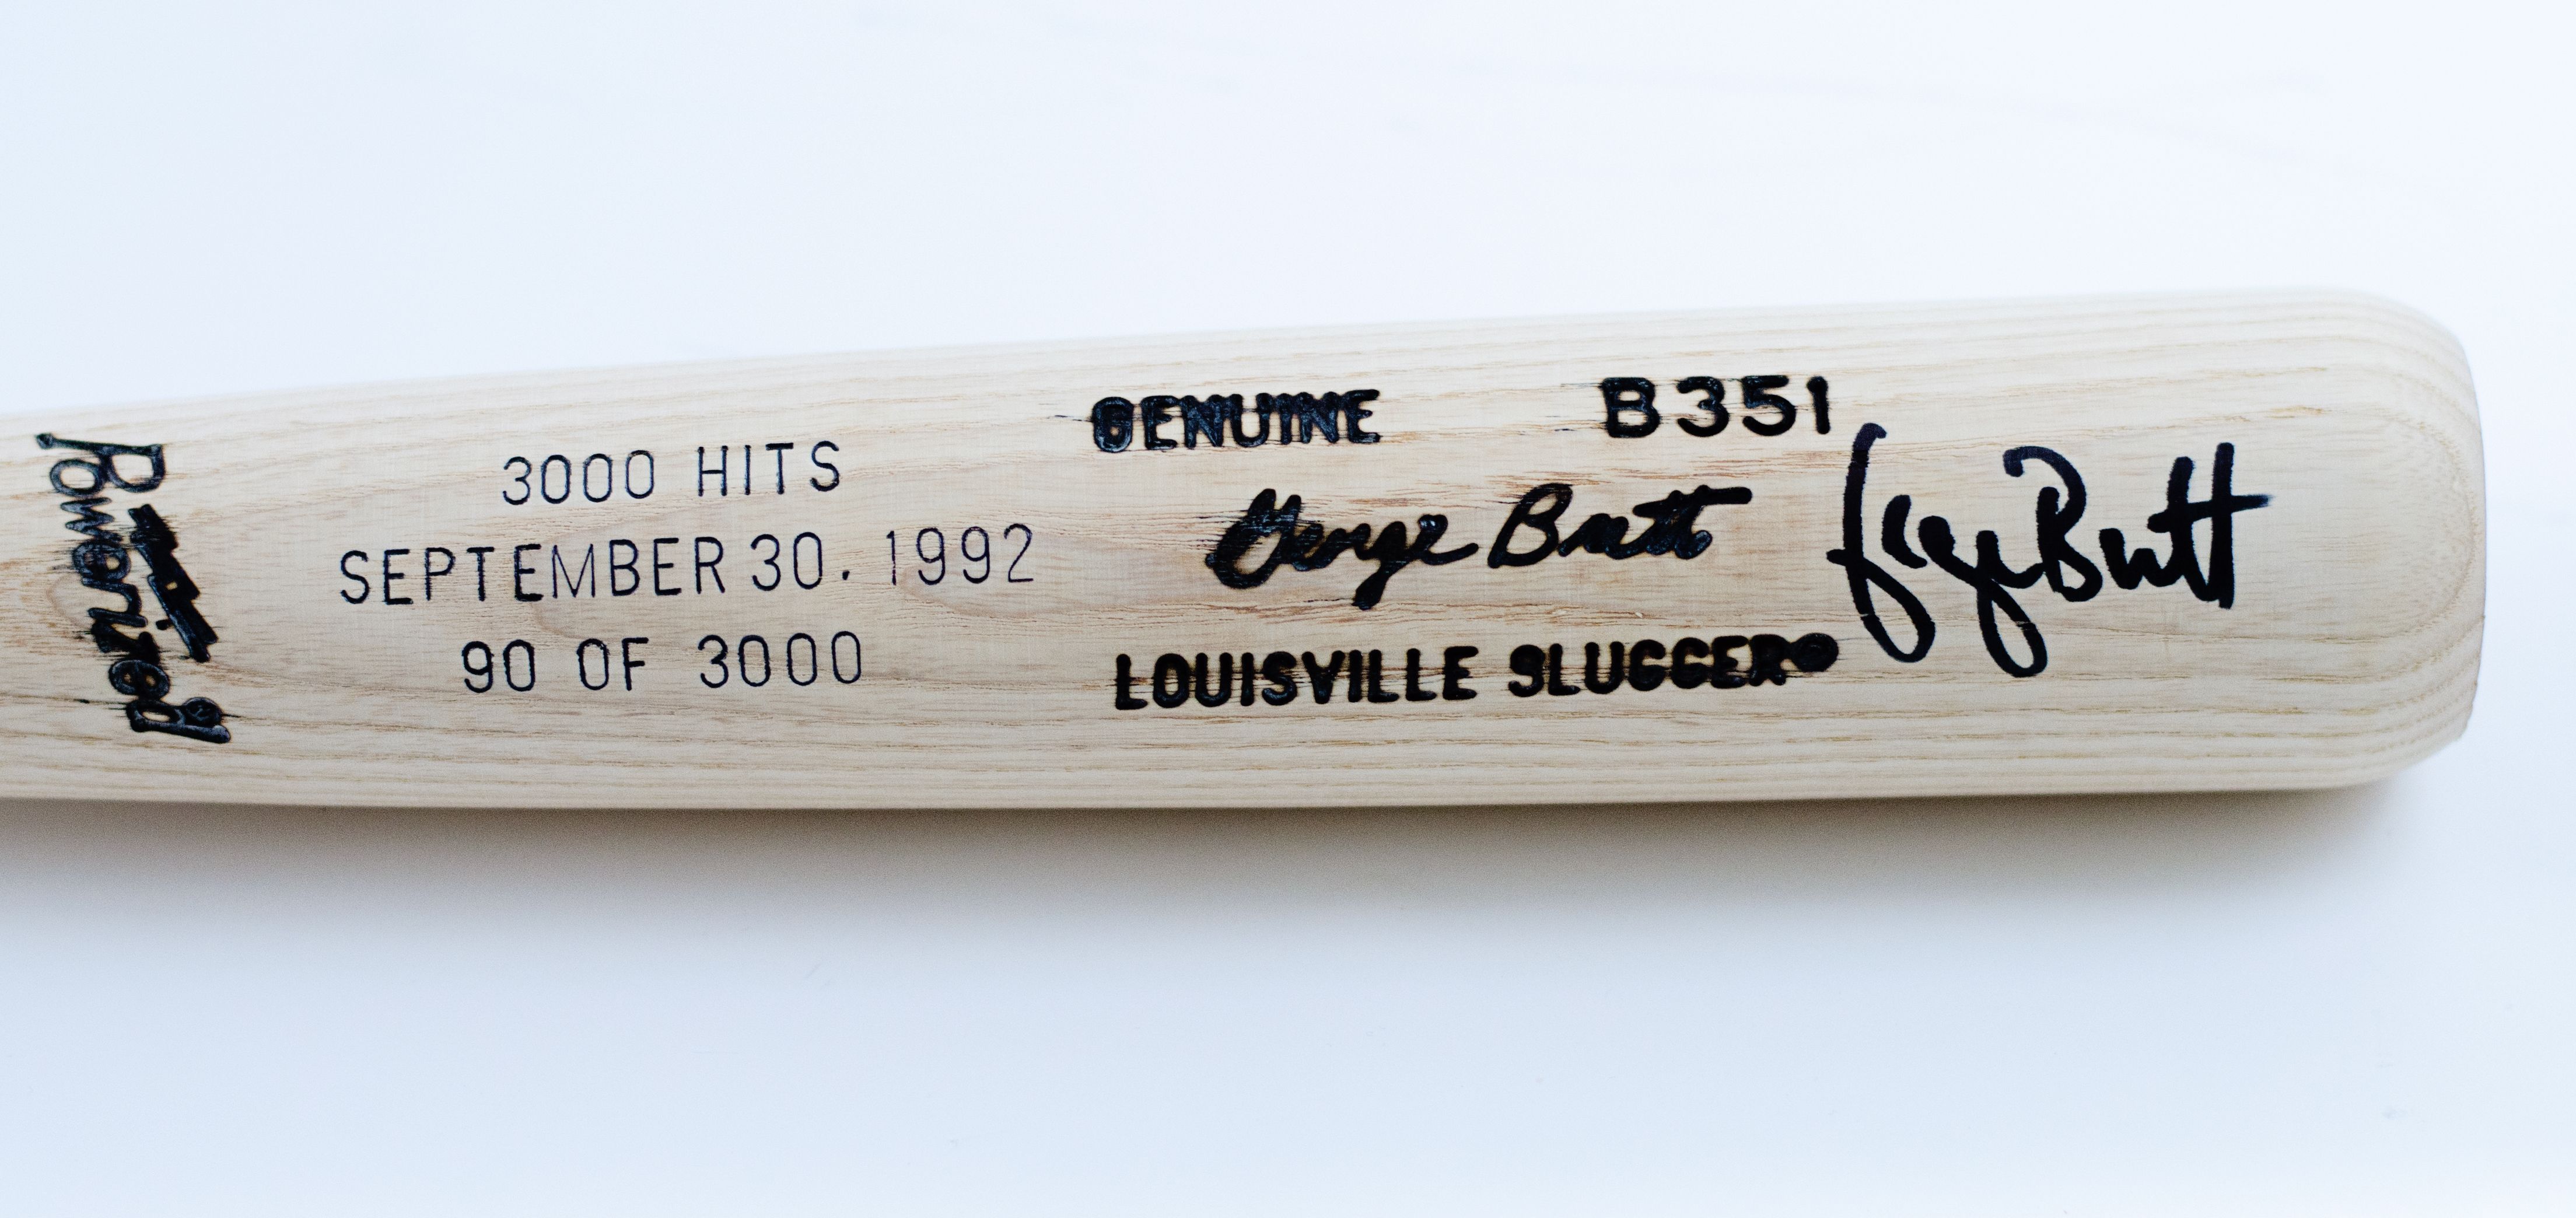 Powerized
3000 HITS
SEPTEMBER 30. 1992
90 OF 3000
GENUINE B351
George Brett
LOUISVILLE SLUGGER®
George Brett